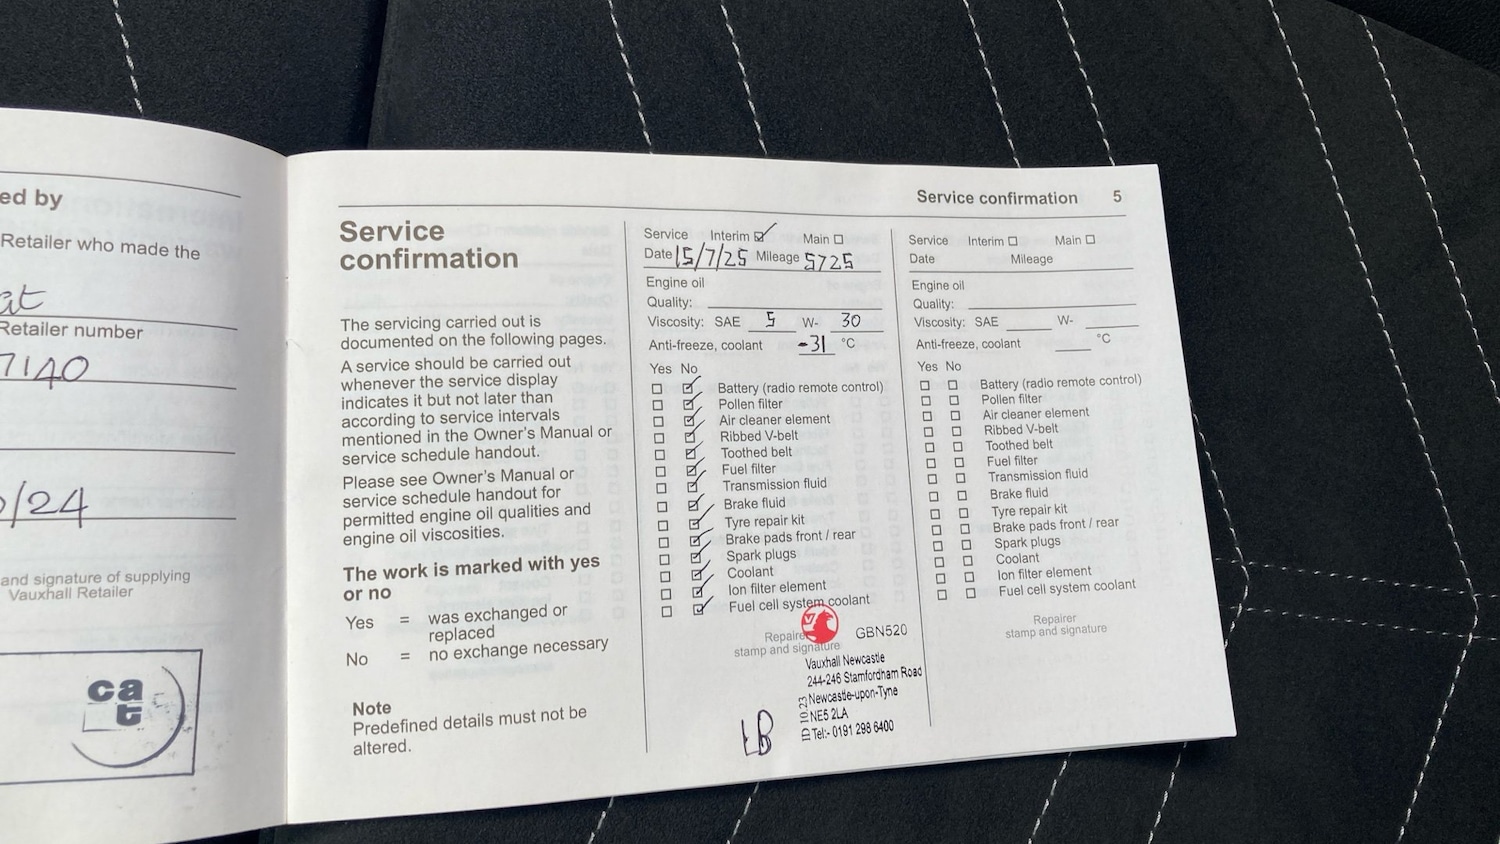 ed by
Retailer who made the
at
Retailer number
7140
/24
and signature of supplying
Vauxhall Retailer
ca
t
Service confirmation 5
Service
confirmation
The servicing carried out is
documented on the following pages.
A service should be carried out
whenever the service display
indicates it but not later than
according to service intervals
mentioned in the Owner's Manual or
service schedule handout.
Please see Owner's Manual or
service schedule handout for
permitted engine oil qualities and
engine oil viscosities.
The work is marked with yes
or no
Yes = was exchanged or
replaced
No = no exchange necessary
Note
Predefined details must not be
altered.
Service Interim ☑ Main ☐
Date 15/7/25 Mileage 5725
Engine oil
Quality:
Viscosity: SAE 5 W- 30
Anti-freeze, coolant -31 °C
Yes No
☐ ☑ Battery (radio remote control)
☐ ☑ Pollen filter
☐ ☑ Air cleaner element
☐ ☑ Ribbed V-belt
☐ ☑ Toothed belt
☐ ☑ Fuel filter
☐ ☑ Transmission fluid
☐ ☑ Brake fluid
☐ ☑ Tyre repair kit
☐ ☑ Brake pads front / rear
☐ ☑ Spark plugs
☐ ☑ Coolant
☐ ☑ Ion filter element
☐ ☑ Fuel cell system coolant
Repairer
stamp and signature
GBN520
Vauxhall Newcastle
244-246 Stamfordham Road
Newcastle-upon-Tyne
NE5 2LA
Tel:- 0191 298 6400
ID 10.23
LB
Service Interim ☐ Main ☐
Date Mileage
Engine oil
Quality:
Viscosity: SAE W-
Anti-freeze, coolant °C
Yes No
☐ ☐ Battery (radio remote control)
☐ ☐ Pollen filter
☐ ☐ Air cleaner element
☐ ☐ Ribbed V-belt
☐ ☐ Toothed belt
☐ ☐ Fuel filter
☐ ☐ Transmission fluid
☐ ☐ Brake fluid
☐ ☐ Tyre repair kit
☐ ☐ Brake pads front / rear
☐ ☐ Spark plugs
☐ ☐ Coolant
☐ ☐ Ion filter element
☐ ☐ Fuel cell system coolant
Repairer
stamp and signature